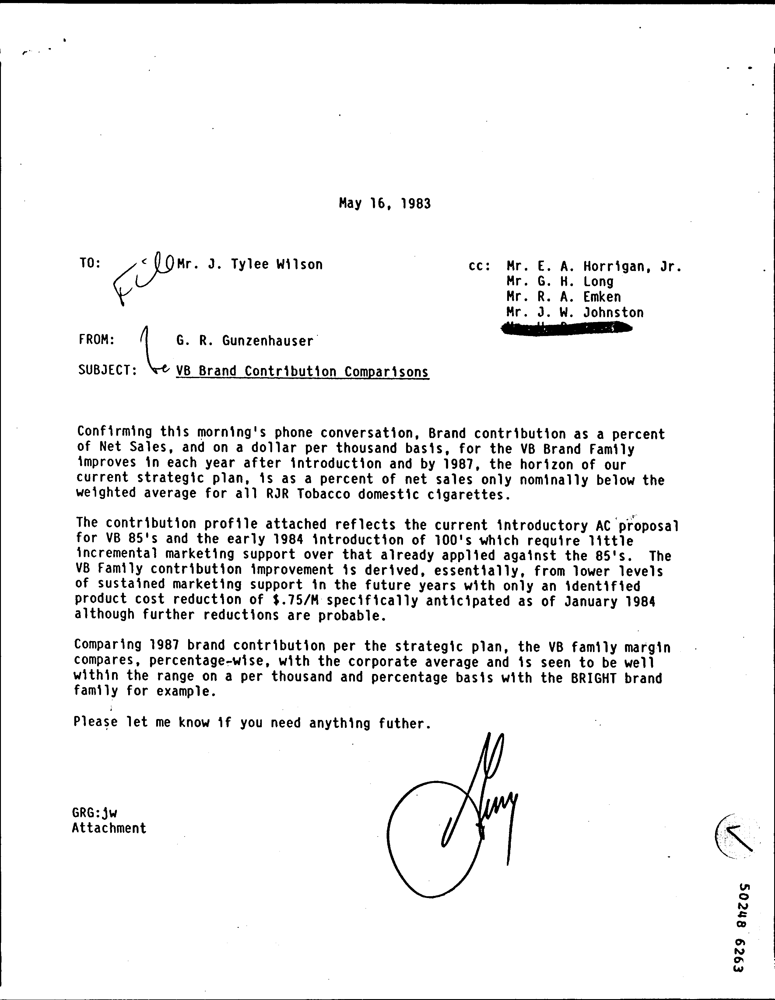 May 16, 1983
TO: File Mr. J. Tylee Wilson
cc: Mr. E. A. Horrigan, Jr.
Mr. G. H. Long
Mr. R. A. Emken
Mr. J. W. Johnston
FROM: G. R. Gunzenhauser
SUBJECT: re VB Brand Contribution Comparisons
Confirming this morning's phone conversation, Brand contribution as a percent
of Net Sales, and on a dollar per thousand basis, for the VB Brand Family
improves in each year after introduction and by 1987, the horizon of our
current strategic plan, is as a percent of net sales only nominally below the
weighted average for all RJR Tobacco domestic cigarettes.
The contribution profile attached reflects the current introductory AC proposal
for VB 85's and the early 1984 introduction of 100's which require little
incremental marketing support over that already applied against the 85's. The
VB Family contribution improvement is derived, essentially, from lower levels
of sustained marketing support in the future years with only an identified
product cost reduction of $.75/M specifically anticipated as of January 1984
although further reductions are probable.
Comparing 1987 brand contribution per the strategic plan, the VB family margin
compares, percentage-wise, with the corporate average and is seen to be well
within the range on a per thousand and percentage basis with the BRIGHT brand
family for example.
Please let me know if you need anything futher.
GRG:jw
Attachment
50248 6263